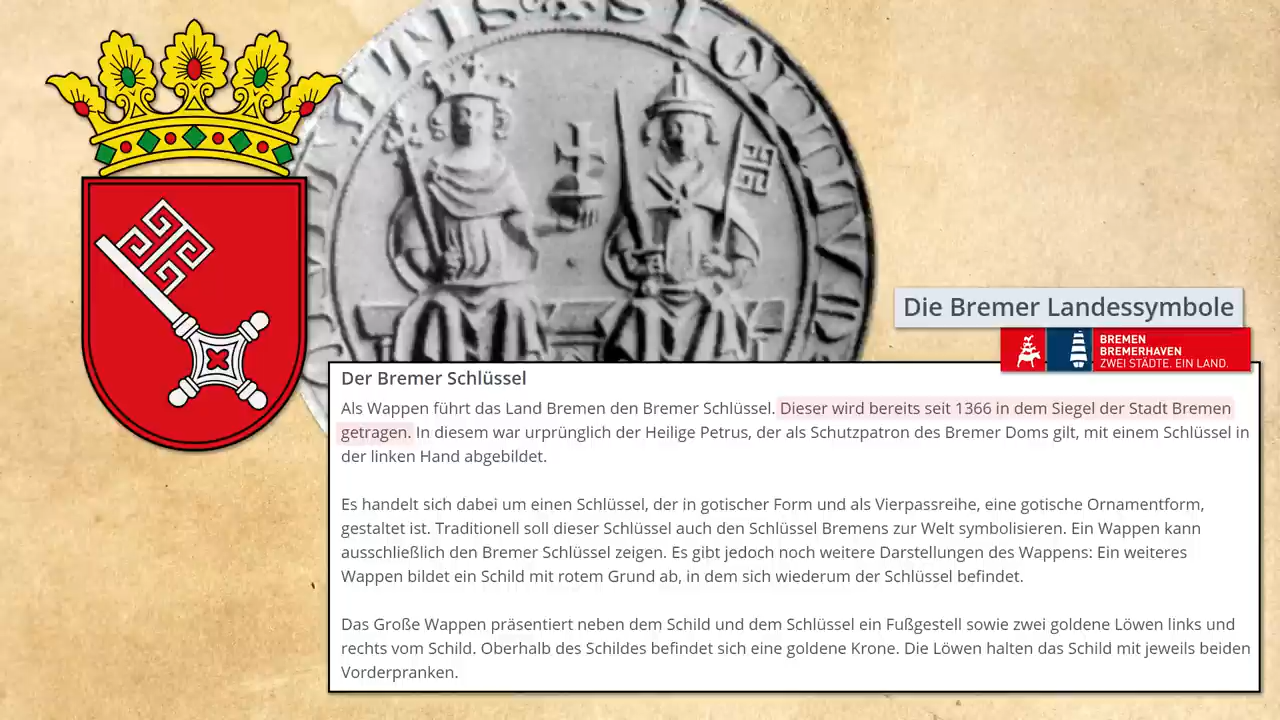 Die Bremer Landessymbole
BREMEN
BREMERHAVEN
ZWEI STÄDTE. EIN LAND.
Der Bremer Schlüssel
Als Wappen führt das Land Bremen den Bremer Schlüssel. Dieser wird bereits seit 1366 in dem Siegel der Stadt Bremen
getragen. In diesem war urprünglich der Heilige Petrus, der als Schutzpatron des Bremer Doms gilt, mit einem Schlüssel in
der linken Hand abgebildet.
Es handelt sich dabei um einen Schlüssel, der in gotischer Form und als Vierpassreihe, eine gotische Ornamentform,
gestaltet ist. Traditionell soll dieser Schlüssel auch den Schlüssel Bremens zur Welt symbolisieren. Ein Wappen kann
ausschließlich den Bremer Schlüssel zeigen. Es gibt jedoch noch weitere Darstellungen des Wappens: Ein weiteres
Wappen bildet ein Schild mit rotem Grund ab, in dem sich wiederum der Schlüssel befindet.
Das Große Wappen präsentiert neben dem Schild und dem Schlüssel ein Fußgestell sowie zwei goldene Löwen links und
rechts vom Schild. Oberhalb des Schildes befindet sich eine goldene Krone. Die Löwen halten das Schild mit jeweils beiden
Vorderpranken.